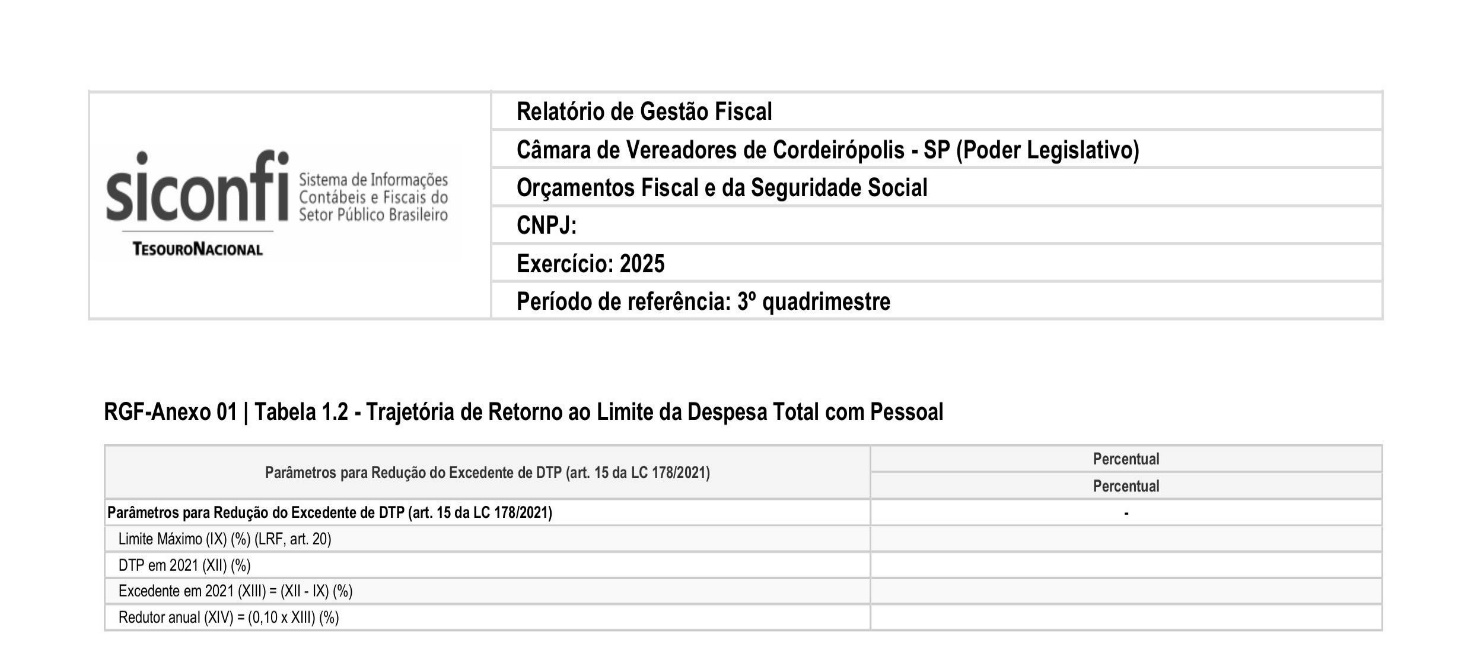 siconfi
Sistema de Informações
Contábeis e Fiscais do
Setor Público Brasileiro
TESOURONACIONAL
Relatório de Gestão Fiscal
Câmara de Vereadores de Cordeirópolis - SP (Poder Legislativo)
Orçamentos Fiscal e da Seguridade Social
CNPJ:
Exercício: 2025
Período de referência: 3º quadrimestre
RGF-Anexo 01 | Tabela 1.2 - Trajetória de Retorno ao Limite da Despesa Total com Pessoal
Parâmetros para Redução do Excedente de DTP (art. 15 da LC 178/2021)
Percentual
Percentual
Parâmetros para Redução do Excedente de DTP (art. 15 da LC 178/2021) -
Limite Máximo (IX) (%) (LRF, art. 20)
DTP em 2021 (XII) (%)
Excedente em 2021 (XIII) = (XII - IX) (%)
Redutor anual (XIV) = (0,10 x XIII) (%)